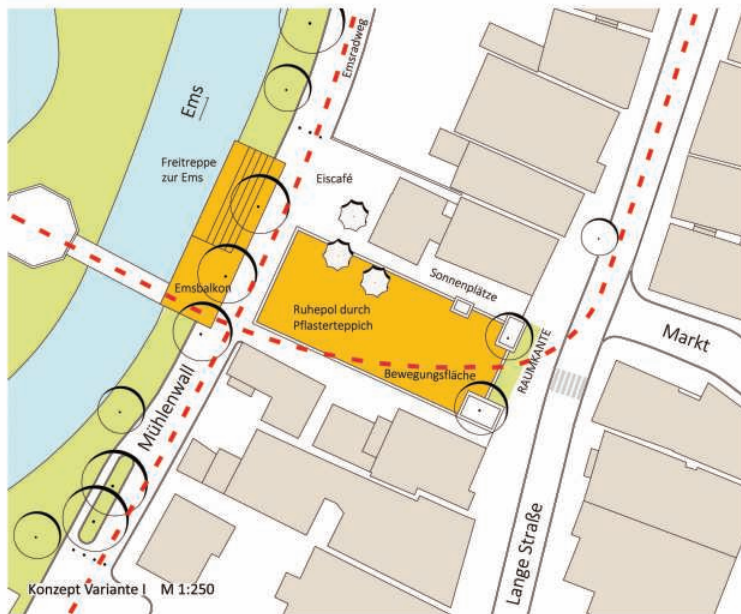 Emsradweg
Ems
Freitreppe
zur Ems
Eiscafé
Emsbalkon
Sonnenplätze
Ruhepol durch
Pflasterteppich
Bewegungsfläche
RAUMKANTE
Markt
Mühlenwall
Lange Straße
Konzept Variante I M 1:250